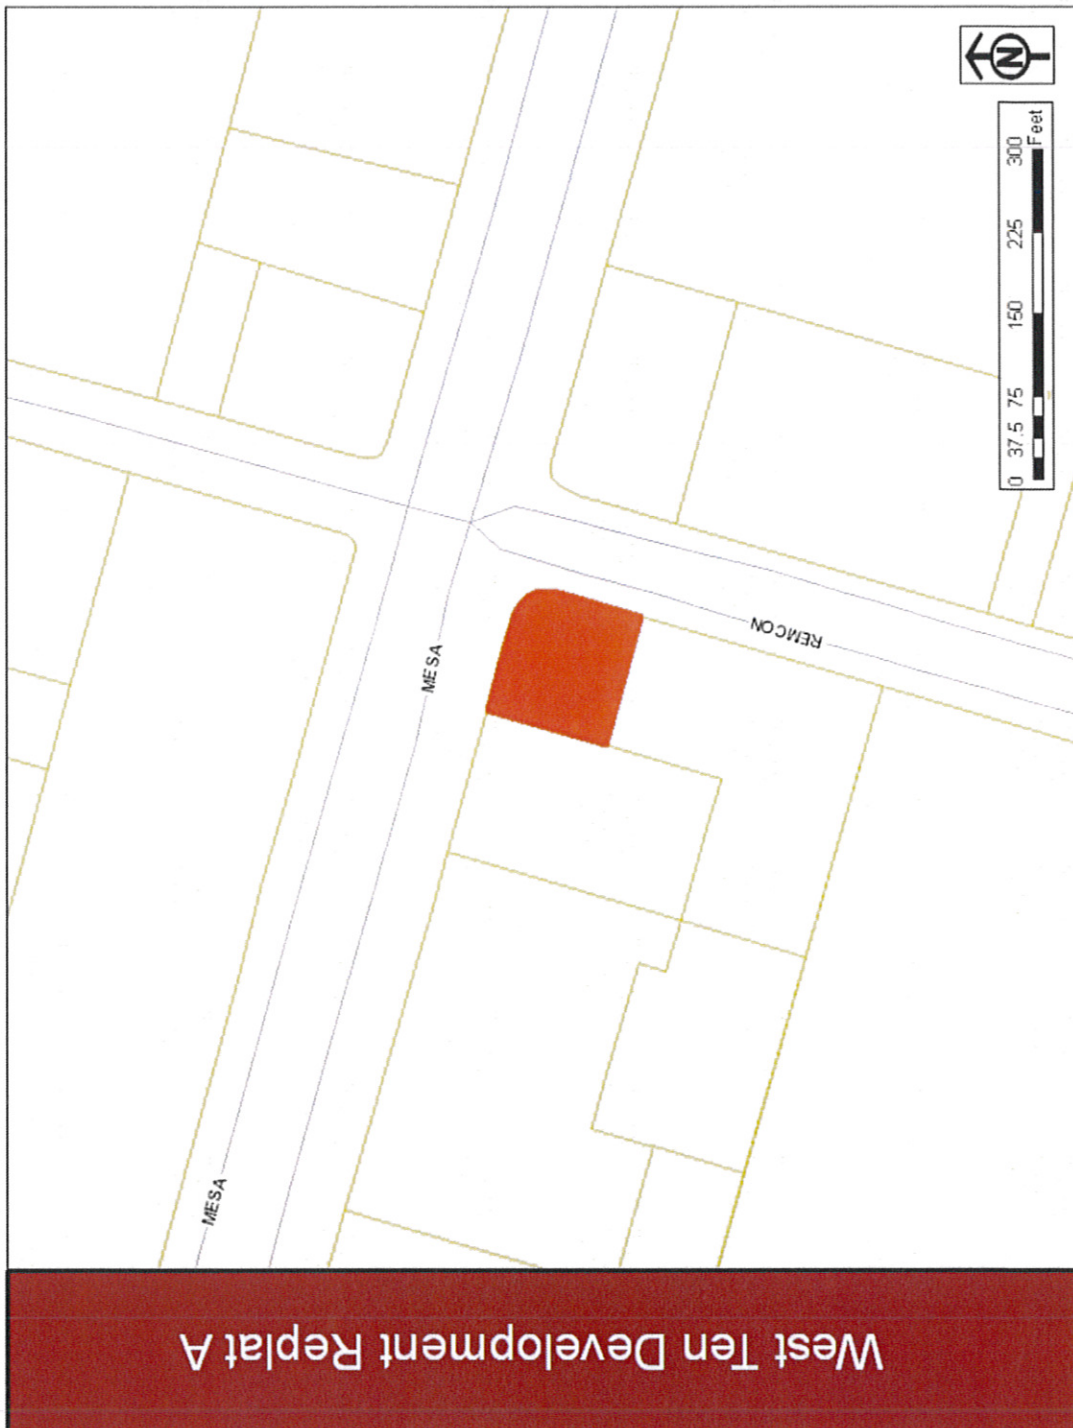 West Ten Development Replat A
MESA
MESA
REMCON
N
0 37.5 75 150 225 300
Feet